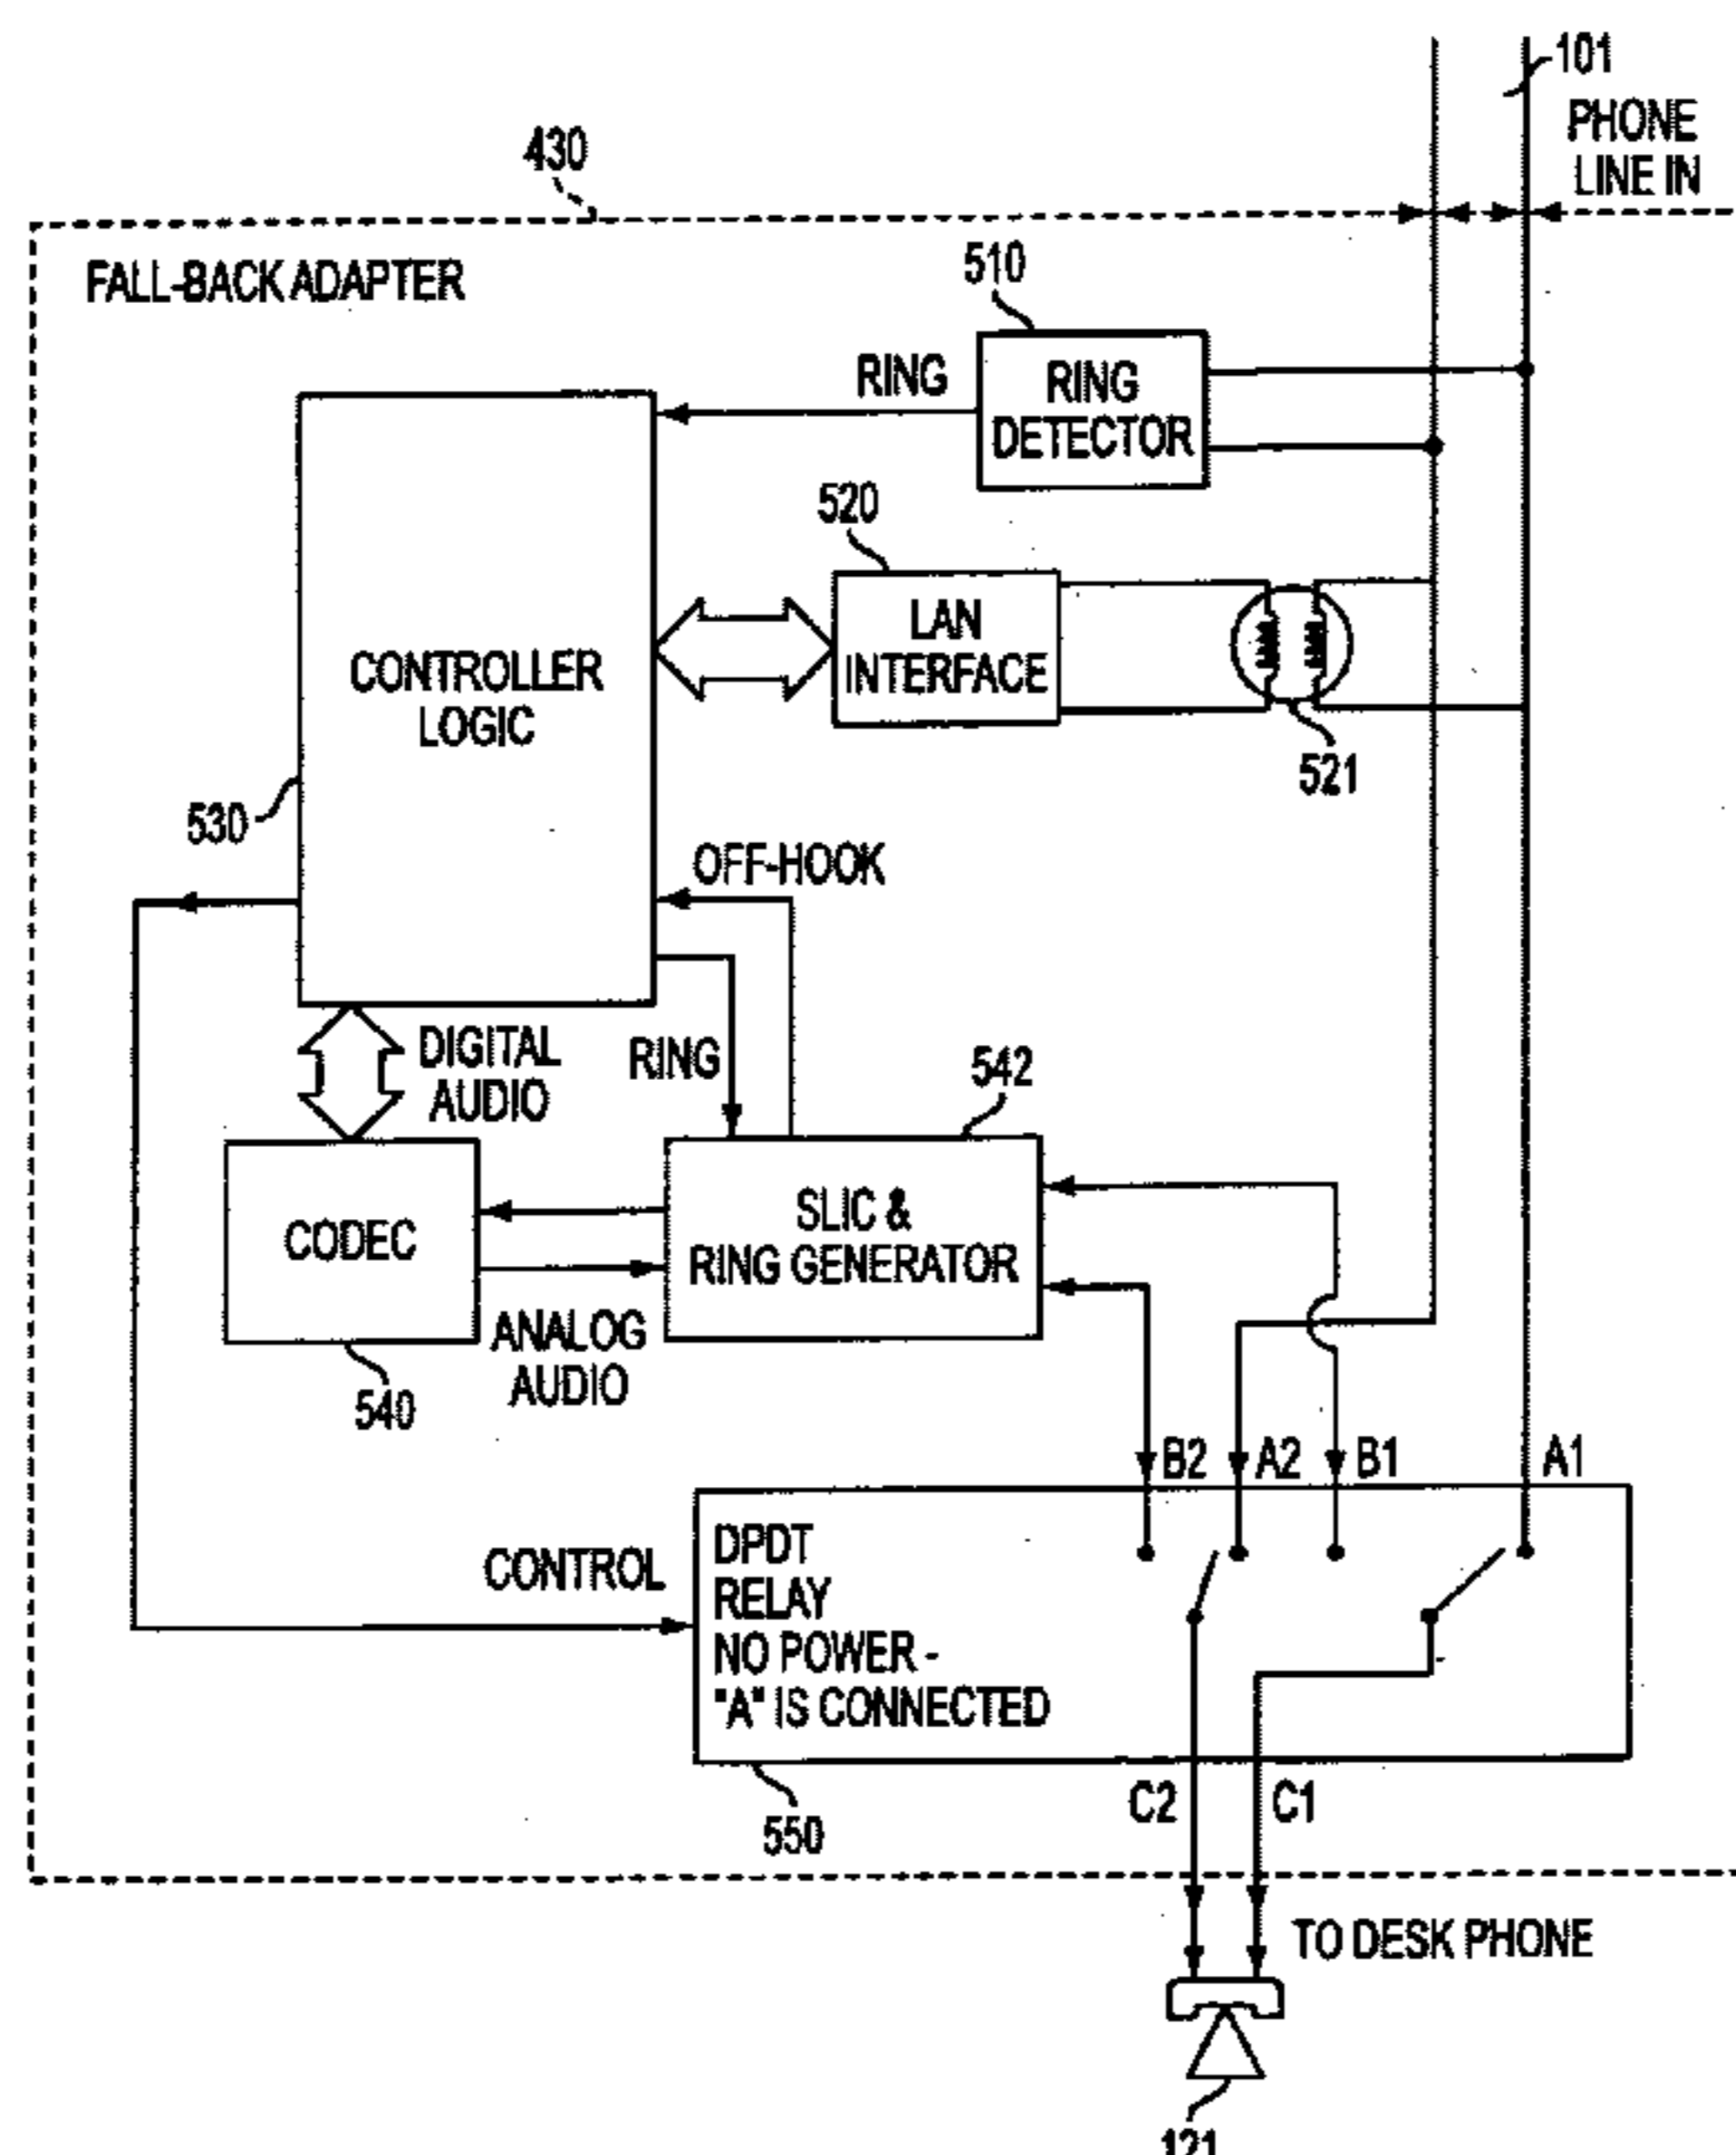 101
PHONE
LINE IN
430
FALL-BACK ADAPTER
510
RING
RING
DETECTOR
520
LAN
INTERFACE
CONTROLLER
LOGIC
521
530
OFF-HOOK
DIGITAL
AUDIO
RING
542
CODEC
SLIC &
RING GENERATOR
ANALOG
AUDIO
540
B2
A2
B1
A1
CONTROL
DPDT
RELAY
NO POWER -
"A" IS CONNECTED
C2
C1
550
TO DESK PHONE
121